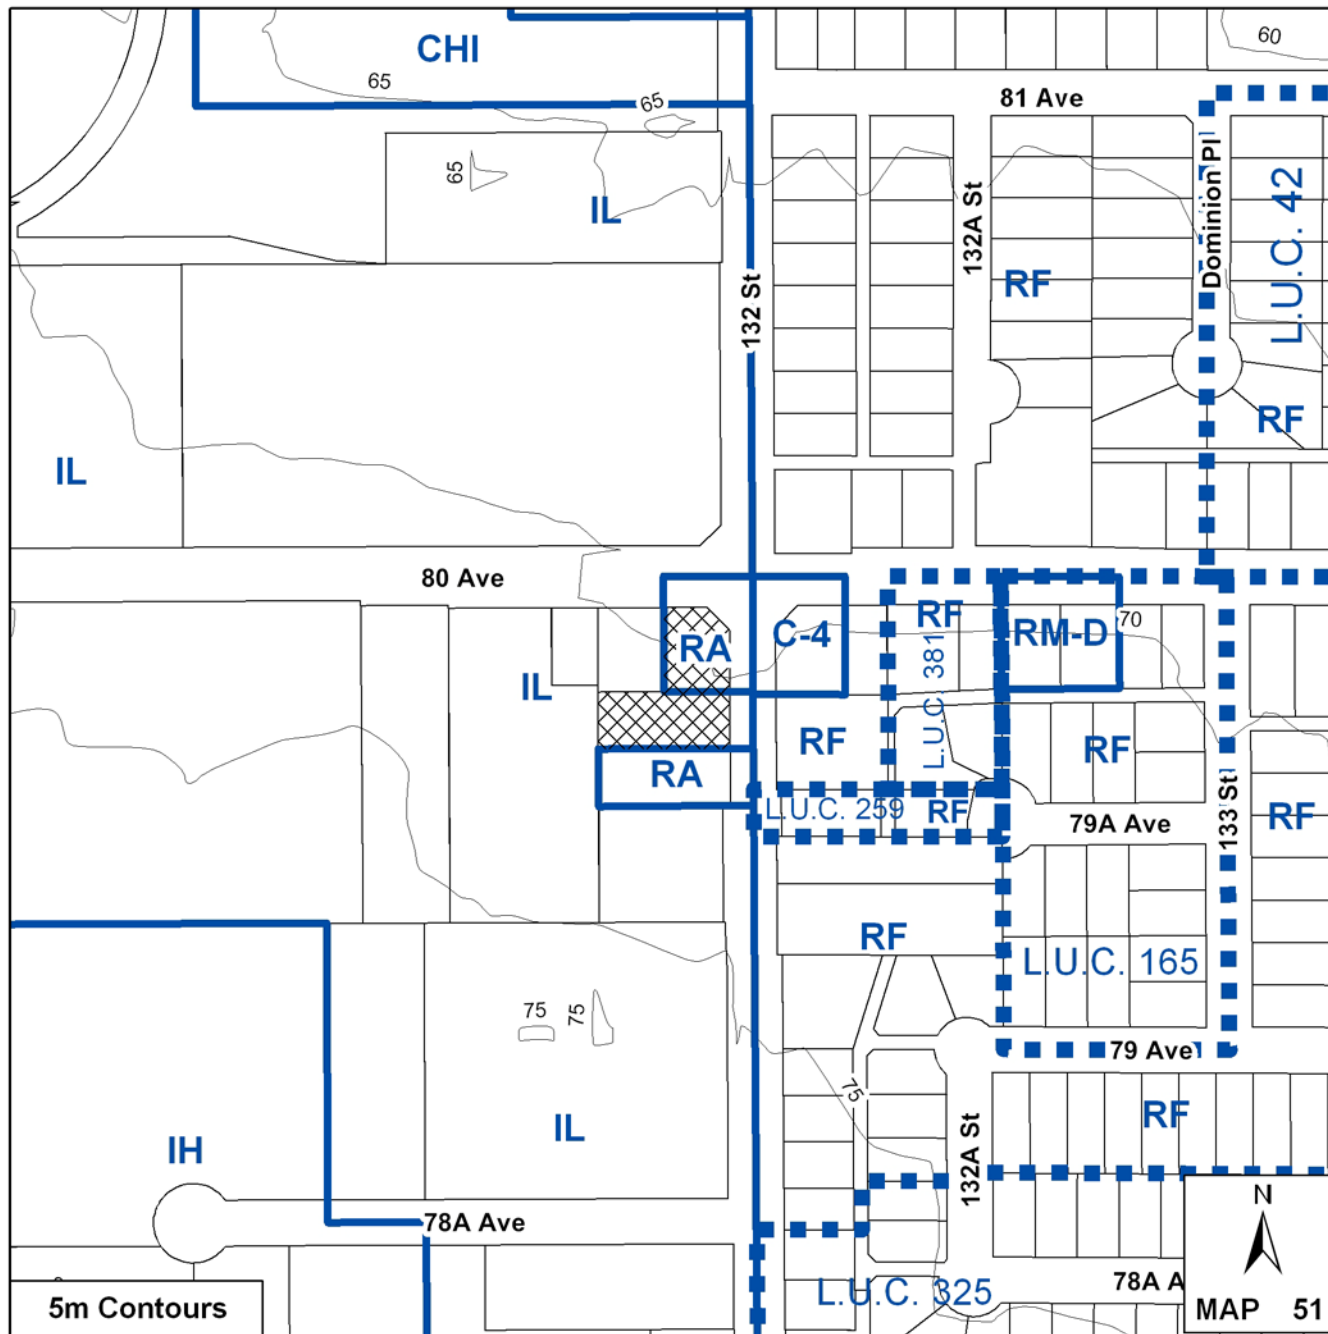 60
CHI
65
65
81 Ave
65
Dominion Pl
L.U.C. 42
IL
132A St
RF
132 St
RF
IL
80 Ave
RF
RA
C-4
RM-D
70
L.U.C. 381
IL
RF
RF
RA
L.U.C. 259
RF
79A Ave
133 St
RF
RF
L.U.C. 165
75
75
79 Ave
75
RF
IL
IH
132A St
78A Ave
N
78A A
L.U.C. 325
5m Contours
MAP 51